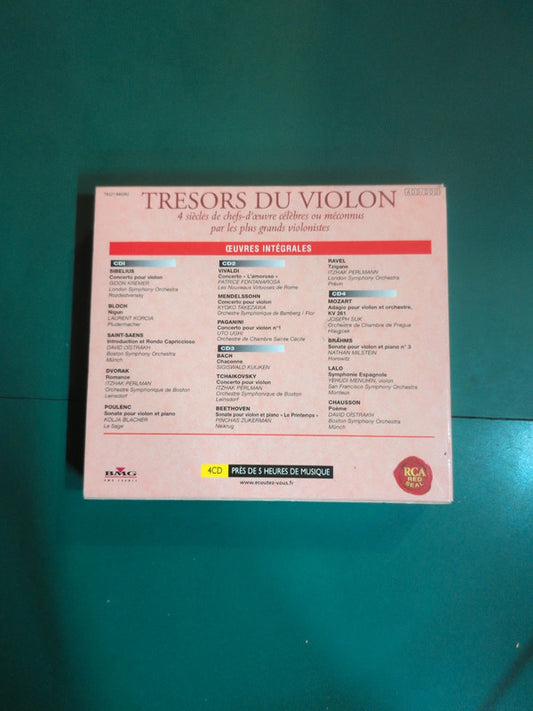 TRESORS DU VIOLON
4 siècles de chefs-d'œuvre célèbres ou méconnus
par les plus grands violonistes
ŒUVRES INTÉGRALES
CD1
SIBELIUS
Concerto pour violon
GIDON KREMER
London Symphony Orchestra
Rozdestvensky
BLOCH
Nigun
LAURENT KORCIA
Pludermacher
SAINT-SAENS
Introduction et Rondo Capriccioso
DAVID OÏSTRAKH
Boston Symphony Orchestra
Münch
DVORAK
Romance
ITZHAK PERLMAN
Orchestre Symphonique de Boston
Leinsdorf
POULENC
Sonate pour violon et piano
KOLJA BLACHER
Le Sage
CD2
VIVALDI
Concerto « L'amoroso »
PATRICE FONTANAROSA
Les Nouveaux Virtuoses de Rome
MENDELSSOHN
Concerto pour violon
KYOKO TAKEZAWA
Orchestre Symphonique de Bamberg / Flor
PAGANINI
Concerto pour violon n°1
UTO UGHI
Orchestre de Chambre Sainte Cécile
CD3
BACH
Chaconne
SIGISWALD KUIJKEN
TCHAIKOVSKY
Concerto pour violon
ITZHAK PERLMAN
Orchestre Symphonique de Boston
Leinsdorf
BEETHOVEN
Sonate pour violon et piano « Le Printemps »
PINCHAS ZUKERMAN
Neikrug
RAVEL
Tzigane
ITZHAK PERLMANN
London Symphony Orchestra
Prévin
CD4
MOZART
Adagio pour violon et orchestre,
KV 261
JOSEPH SUK
Orchestre de Chambre de Prague
Hlavgcek
BRÄHMS
Sonate pour violon et piano n° 3
NATHAN MILSTEIN
Horowitz
LALO
Symphonie Espagnole
YEHUDI MENUHIN, violon
San Francisco Symphony Orchestra
Monteux
CHAUSSON
Poème
DAVID OÏSTRAKH
Boston Symphony Orchestra
Münch
BMG
4CD PRÈS DE 5 HEURES DE MUSIQUE
www.ecoutez-vous.fr
RCA
RED
SEAL